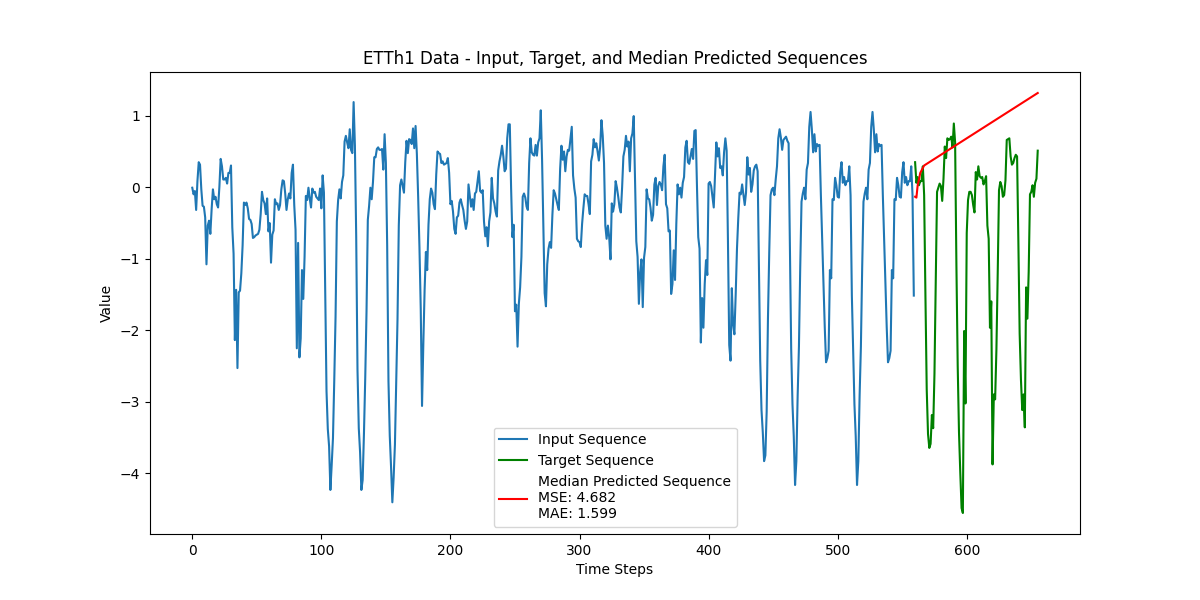 ETTh1 Data - Input, Target, and Median Predicted Sequences
1
0
−1
−2
−3
−4
Value
Input Sequence
Target Sequence
Median Predicted Sequence
MSE: 4.682
MAE: 1.599
0 100 200 300 400 500 600
Time Steps